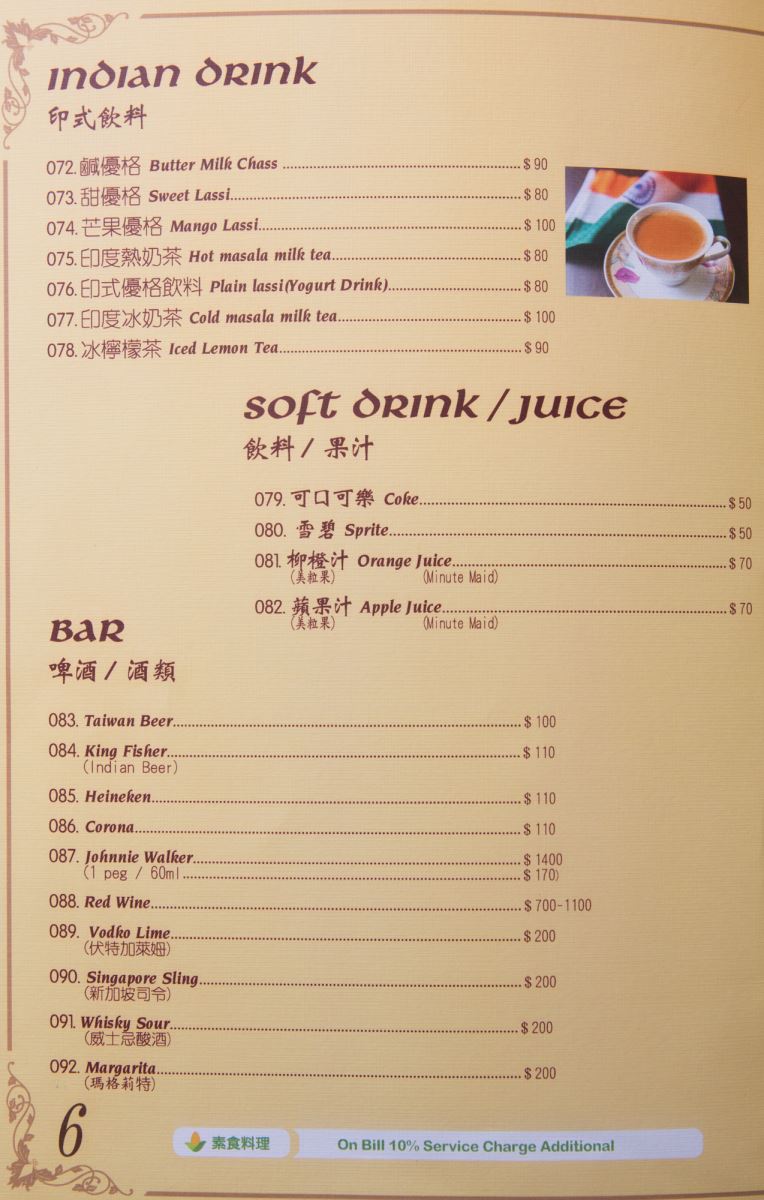 Indian Drink
印式飲料
072.鹹優格 Butter Milk Chass ........ $ 90
073.甜優格 Sweet Lassi........ $ 80
074.芒果優格 Mango Lassi........ $ 100
075.印度熱奶茶 Hot masala milk tea........ $ 80
076.印式優格飲料 Plain lassi(Yogurt Drink)........ $ 80
077.印度冰奶茶 Cold masala milk tea........ $ 100
078.冰檸檬茶 Iced Lemon Tea........ $ 90
Soft Drink / Juice
飲料 / 果汁
079.可口可樂 Coke........ $ 50
080. 雪碧 Sprite........ $ 50
081.柳橙汁 Orange Juice........ $ 70
(美粒果) (Minute Maid)
082.蘋果汁 Apple Juice........ $ 70
(美粒果) (Minute Maid)
Bar
啤酒 / 酒類
083. Taiwan Beer........ $ 100
084. King Fisher........ $ 110
(Indian Beer)
085. Heineken........ $ 110
086. Corona........ $ 110
087. Johnnie Walker........ $ 1400
(1 peg / 60ml........ $ 170)
088. Red Wine........ $ 700-1100
089. Vodko Lime........ $ 200
(伏特加萊姆)
090. Singapore Sling........ $ 200
(新加坡司令)
091. Whisky Sour........ $ 200
(威士忌酸酒)
092. Margarita........ $ 200
(瑪格莉特)
6
素食料理
On Bill 10% Service Charge Additional